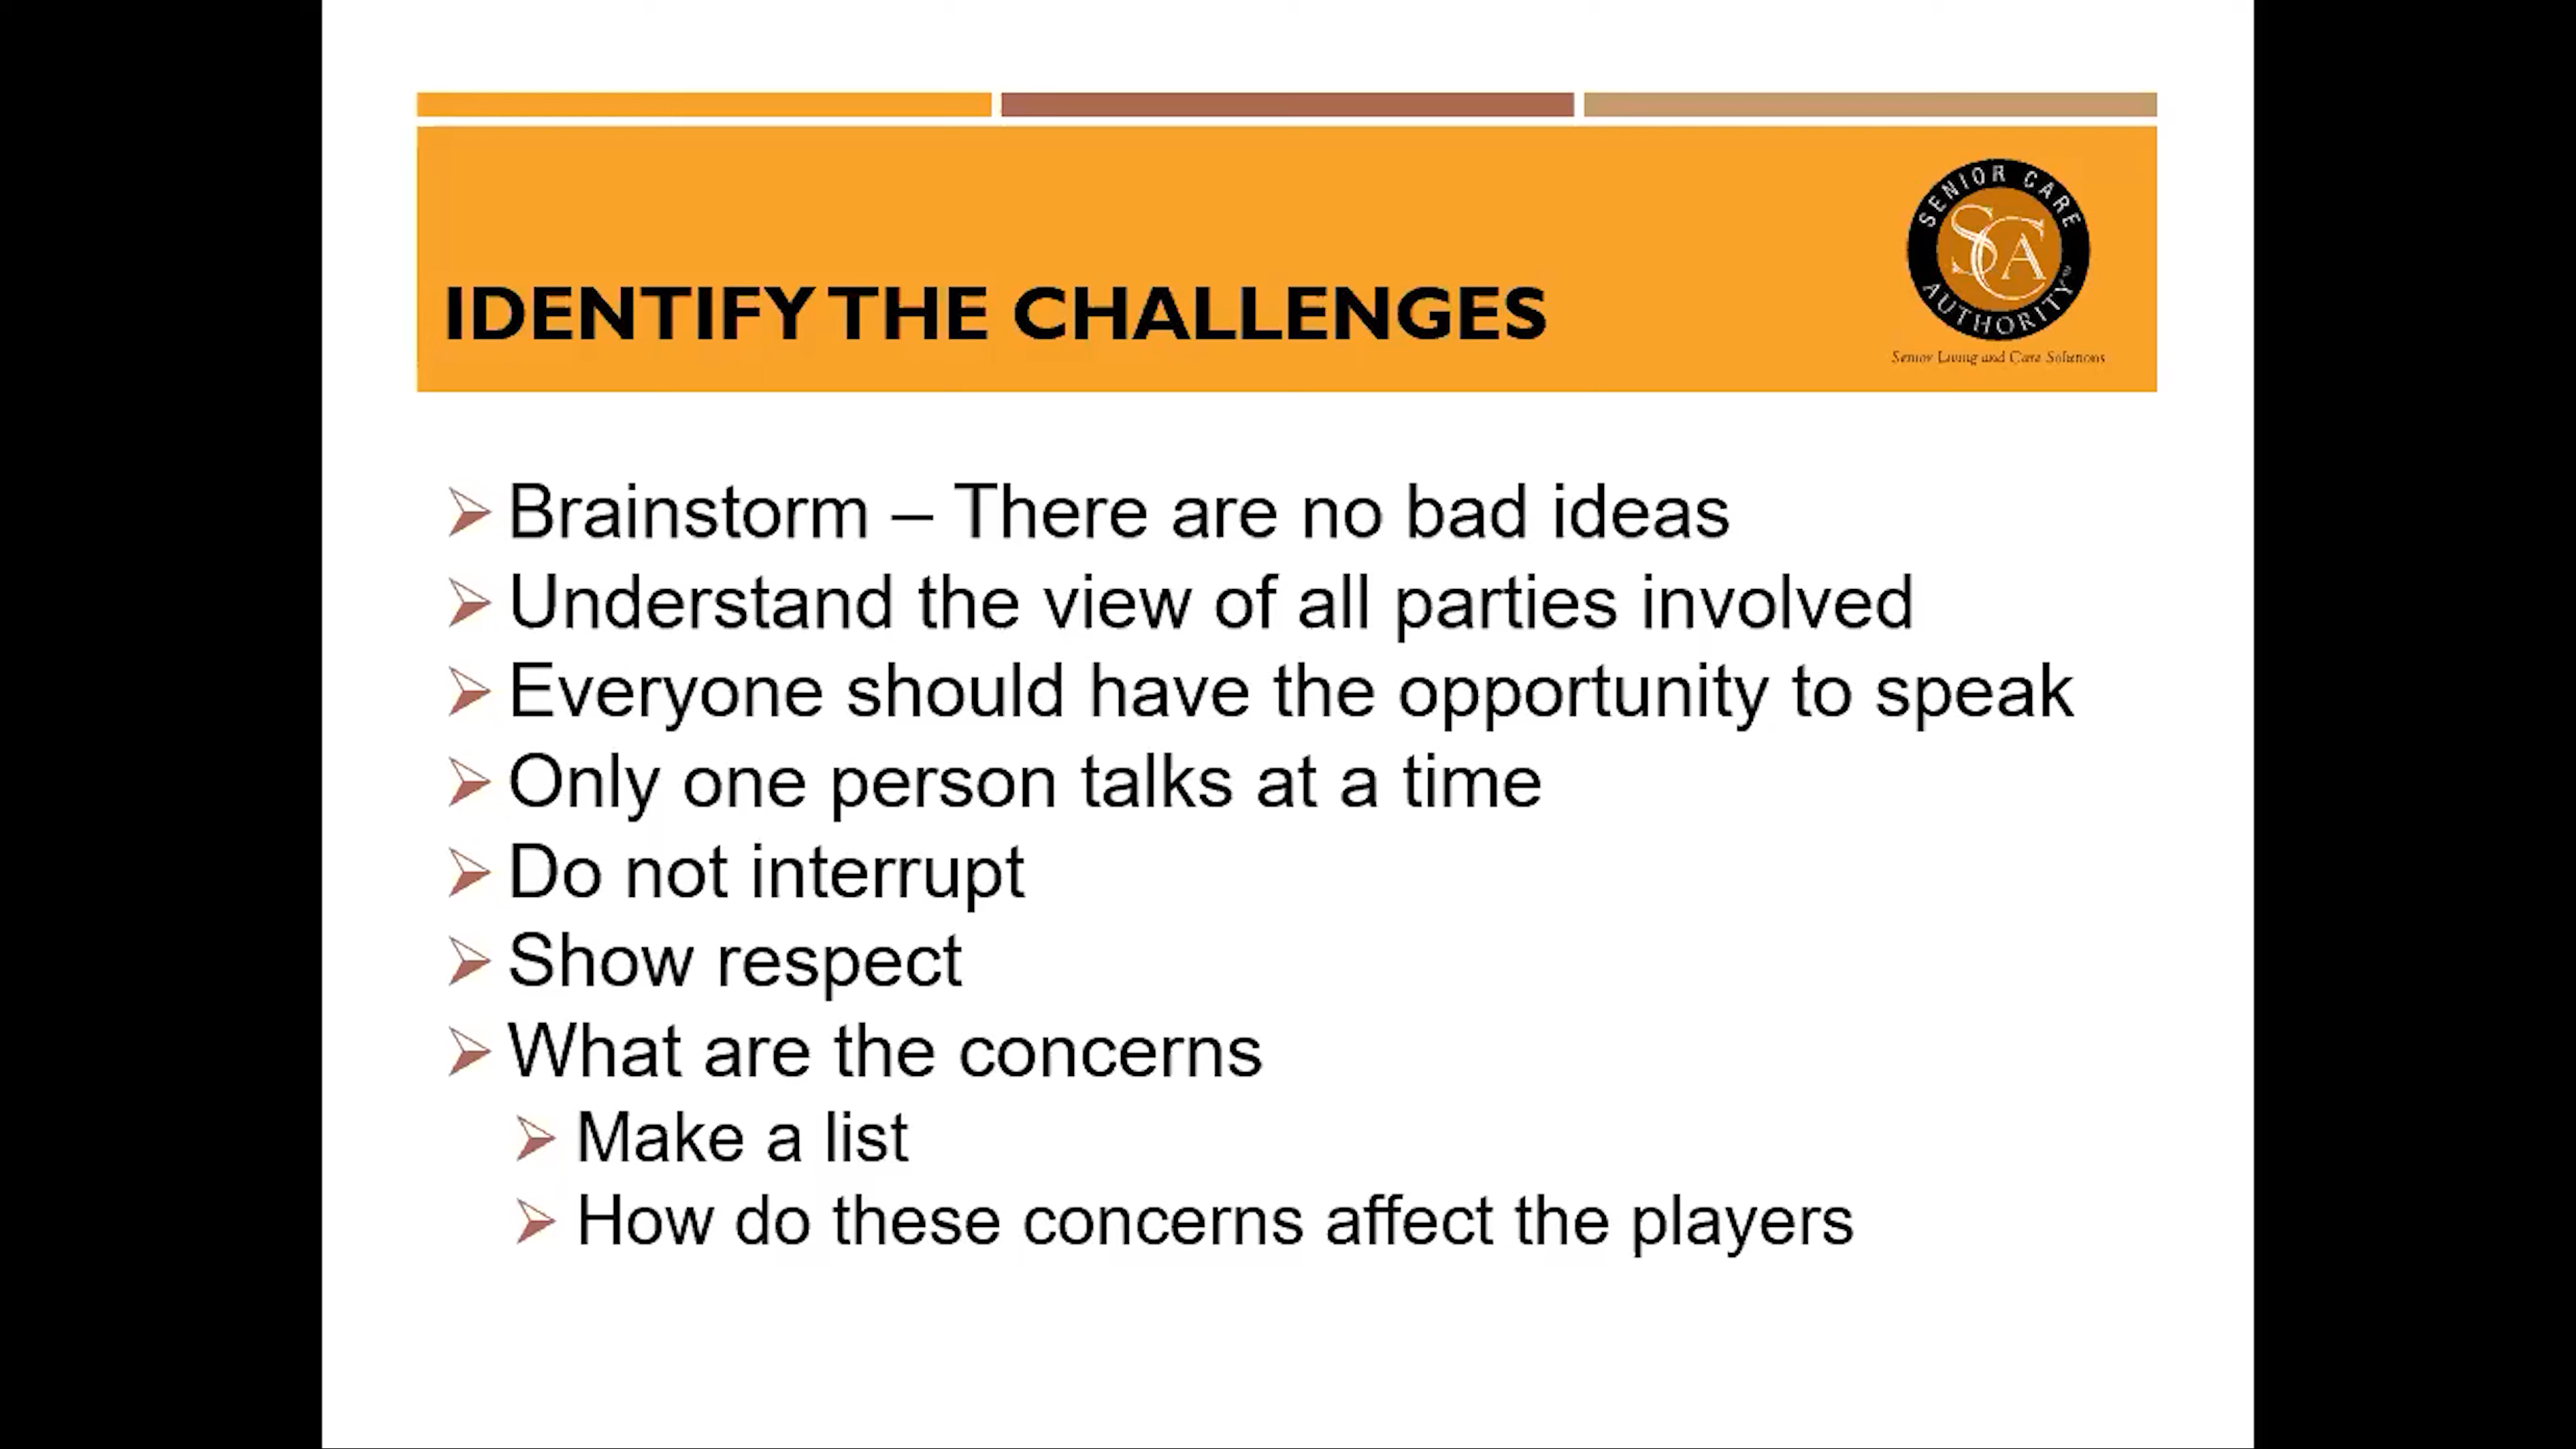 SENIOR CARE
SCA
AUTHORITY
Senior Living and Care Solutions
IDENTIFY THE CHALLENGES
Brainstorm – There are no bad ideas
Understand the view of all parties involved
Everyone should have the opportunity to speak
Only one person talks at a time
Do not interrupt
Show respect
What are the concerns
Make a list
How do these concerns affect the players